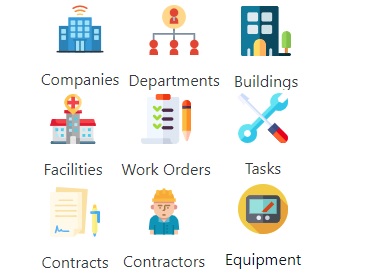 Companies Departments Buildings
Facilities Work Orders Tasks
Contracts Contractors Equipment